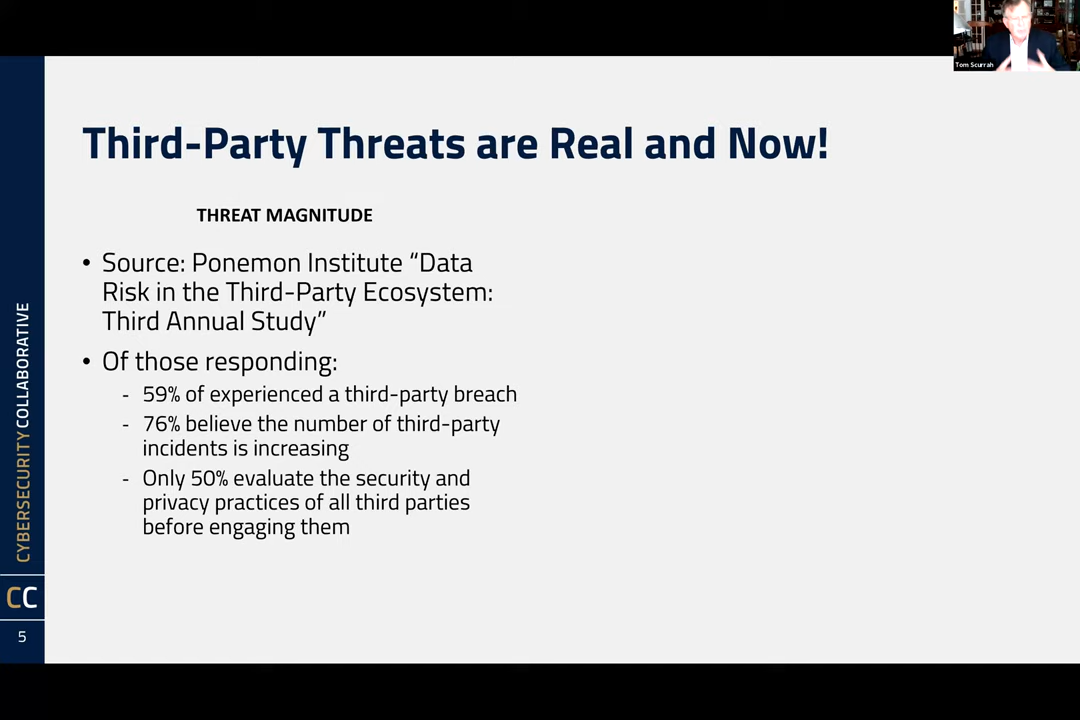 Tom Scurrah
Third-Party Threats are Real and Now!
THREAT MAGNITUDE
• Source: Ponemon Institute “Data
Risk in the Third-Party Ecosystem:
Third Annual Study”
• Of those responding:
- 59% of experienced a third-party breach
- 76% believe the number of third-party
incidents is increasing
- Only 50% evaluate the security and
privacy practices of all third parties
before engaging them
CYBERSECURITY COLLABORATIVE
CC
5